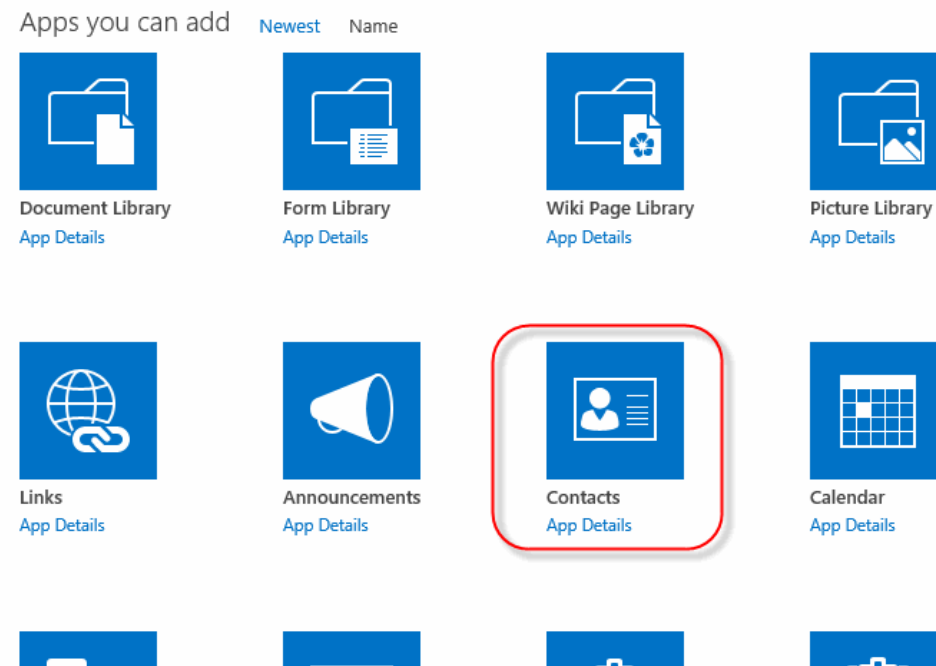 Apps you can add Newest Name
Document Library Form Library Wiki Page Library Picture Library
App Details App Details App Details App Details
Links Announcements Contacts Calendar
App Details App Details App Details App Details